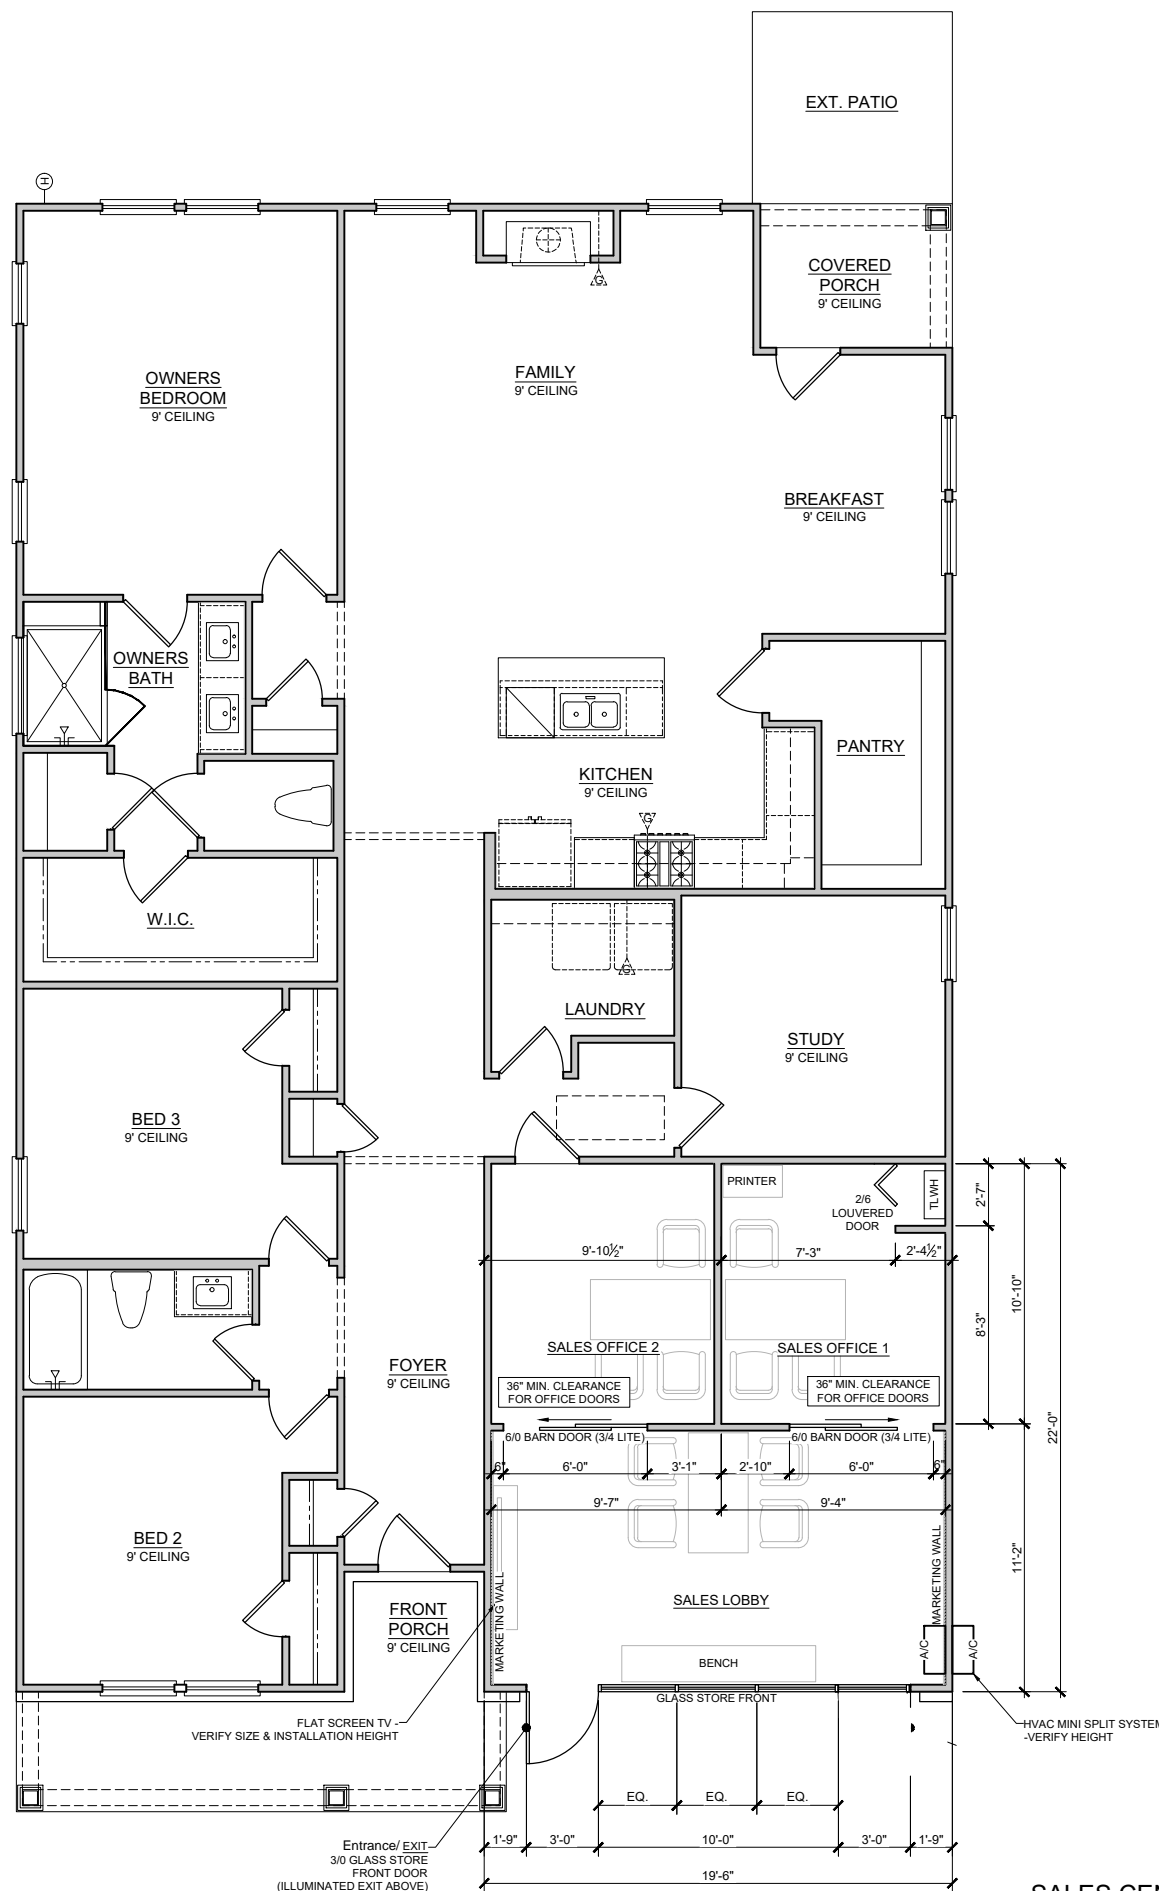 EXT. PATIO
H
COVERED
PORCH
9' CEILING
G
OWNERS
BEDROOM
9' CEILING
FAMILY
9' CEILING
BREAKFAST
9' CEILING
OWNERS
BATH
PANTRY
KITCHEN
9' CEILING
G
W.I.C.
G
LAUNDRY
STUDY
9' CEILING
BED 3
9' CEILING
PRINTER
2/6
LOUVERED
DOOR
TLWH
2'-7"
9'-10½"
7'-3"
2'-4½"
10'-10"
8'-3"
SALES OFFICE 2
SALES OFFICE 1
FOYER
9' CEILING
36" MIN. CLEARANCE
FOR OFFICE DOORS
36" MIN. CLEARANCE
FOR OFFICE DOORS
22'-0"
6/0 BARN DOOR (3/4 LITE)
6/0 BARN DOOR (3/4 LITE)
6"
6'-0"
3'-1"
2'-10"
6'-0"
6"
9'-7"
9'-4"
BED 2
9' CEILING
11'-2"
MARKETING WALL
MARKETING WALL
SALES LOBBY
FRONT
PORCH
9' CEILING
A/C
A/C
BENCH
GLASS STORE FRONT
FLAT SCREEN TV -
VERIFY SIZE & INSTALLATION HEIGHT
HVAC MINI SPLIT SYSTEM
-VERIFY HEIGHT
EQ.
EQ.
EQ.
Entrance/ EXIT
3/0 GLASS STORE
FRONT DOOR
(ILLUMINATED EXIT ABOVE)
1'-9"
3'-0"
10'-0"
3'-0"
1'-9"
19'-6"
SALES CEN